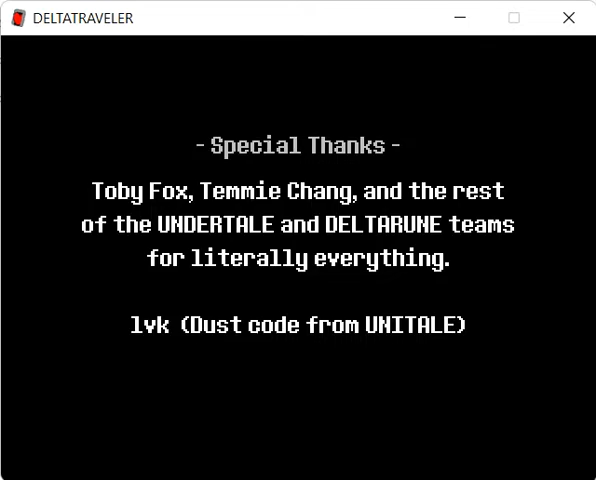 DELTATRAVELER
- Special Thanks -
Toby Fox, Temmie Chang, and the rest
of the UNDERTALE and DELTARUNE teams
for literally everything.
lvk (Dust code from UNITALE)